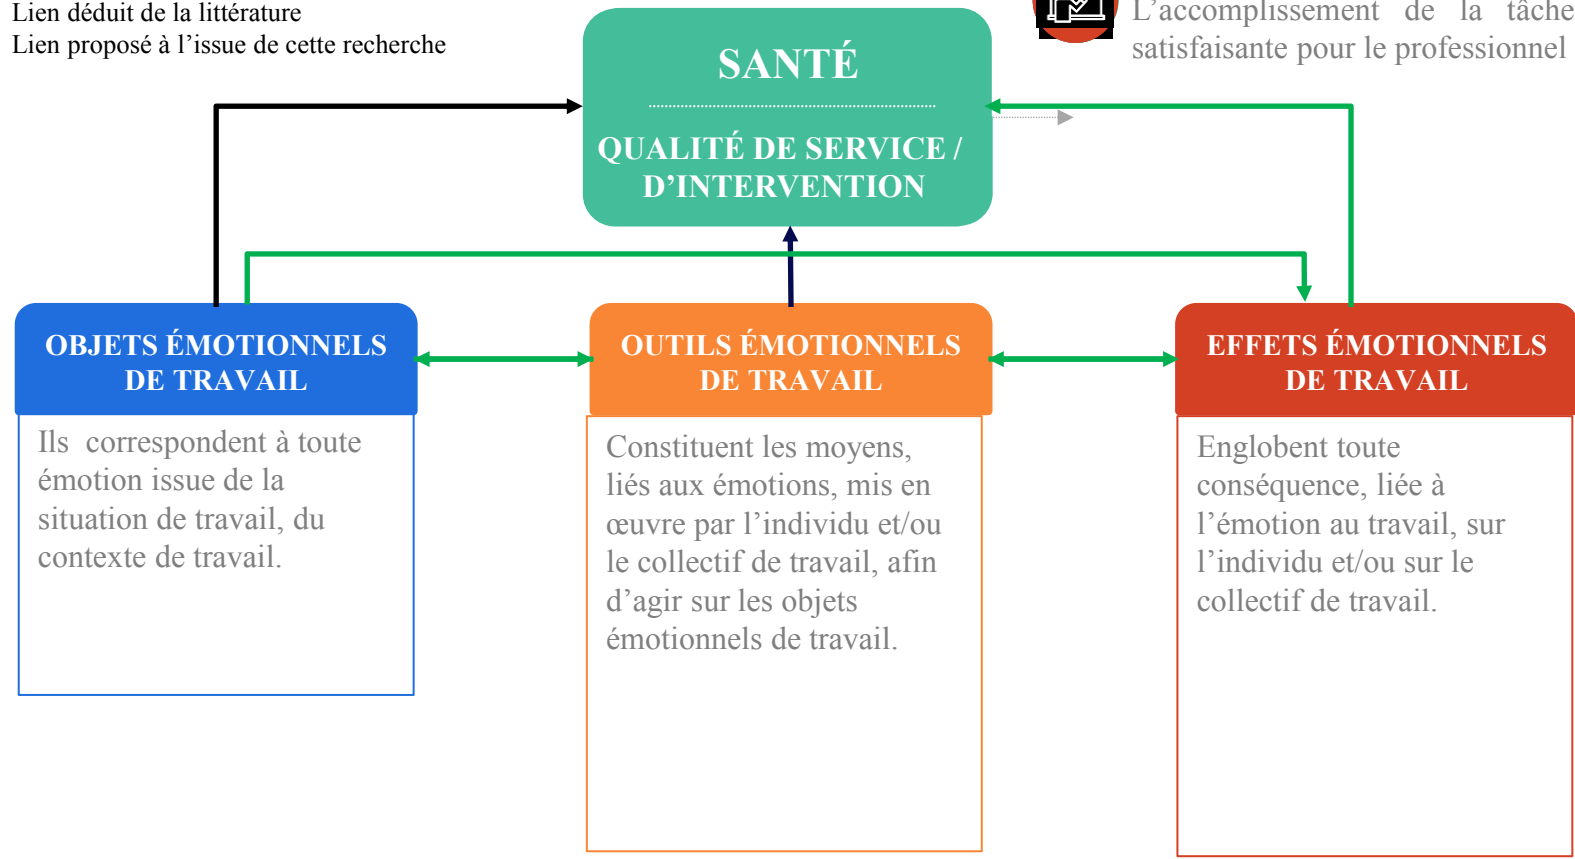 Lien déduit de la littérature
Lien proposé à l’issue de cette recherche
L’accomplissement de la tâche
satisfaisante pour le professionnel
SANTÉ
QUALITÉ DE SERVICE /
D’INTERVENTION
OBJETS ÉMOTIONNELS
DE TRAVAIL
Ils correspondent à toute
émotion issue de la
situation de travail, du
contexte de travail.
OUTILS ÉMOTIONNELS
DE TRAVAIL
Constituent les moyens,
liés aux émotions, mis en
œuvre par l’individu et/ou
le collectif de travail, afin
d’agir sur les objets
émotionnels de travail.
EFFETS ÉMOTIONNELS
DE TRAVAIL
Englobent toute
conséquence, liée à
l’émotion au travail, sur
l’individu et/ou sur le
collectif de travail.